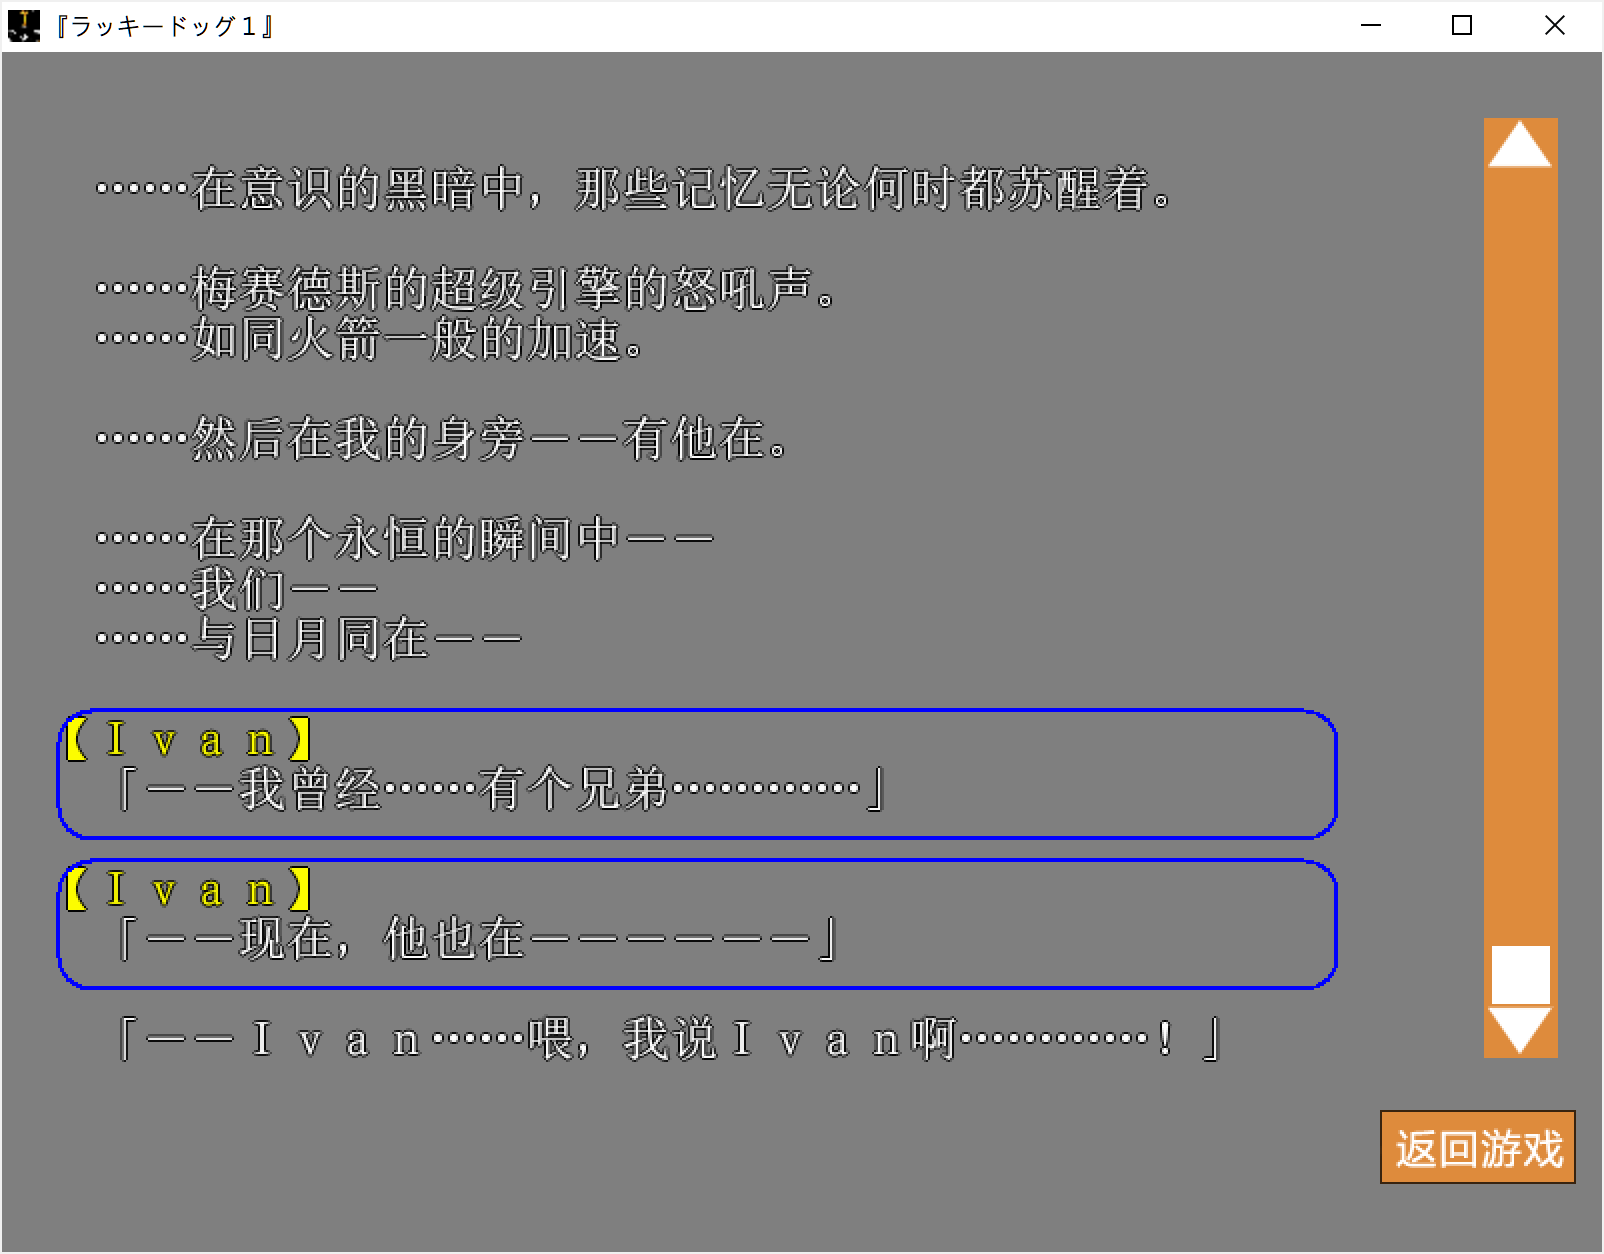 『ラッキードッグ１』
……在意识的黑暗中，那些记忆无论何时都苏醒着。
……梅赛德斯的超级引擎的怒吼声。
……如同火箭一般的加速。
……然后在我的身旁——有他在。
……在那个永恒的瞬间中——
……我们——
……与日月同在——
【Ｉｖａｎ】
「——我曾经……有个兄弟…………」
【Ｉｖａｎ】
「——现在，他也在——————」
「——Ｉｖａｎ……喂，我说Ｉｖａｎ啊…………！」
返回游戏